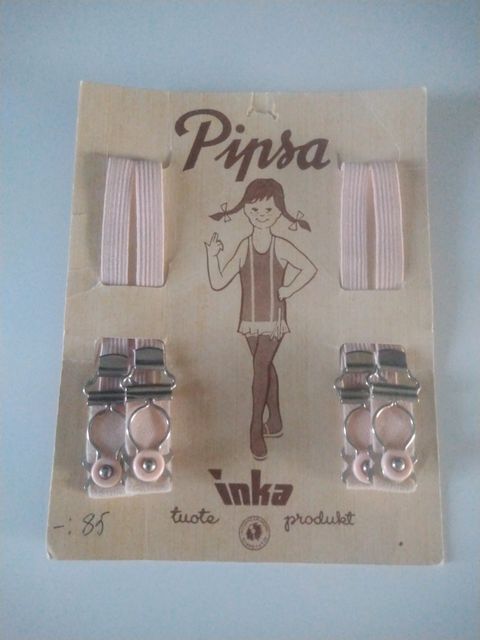 Pipsa
inka
tuote produkt
-: 85